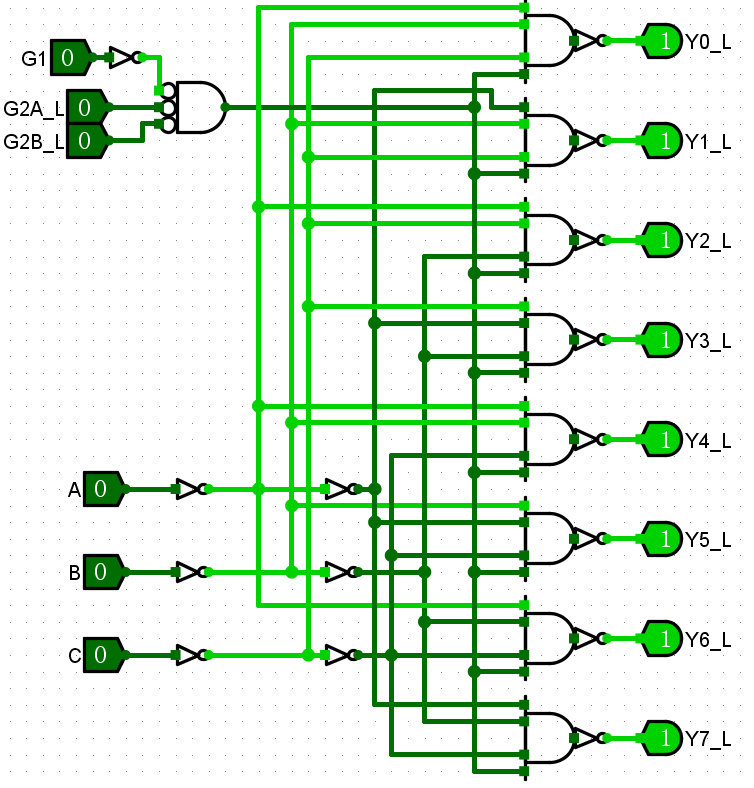 G1 0
G2A_L 0
G2B_L 0
A 0
B 0
C 0
1 Y0_L
1 Y1_L
1 Y2_L
1 Y3_L
1 Y4_L
1 Y5_L
1 Y6_L
1 Y7_L